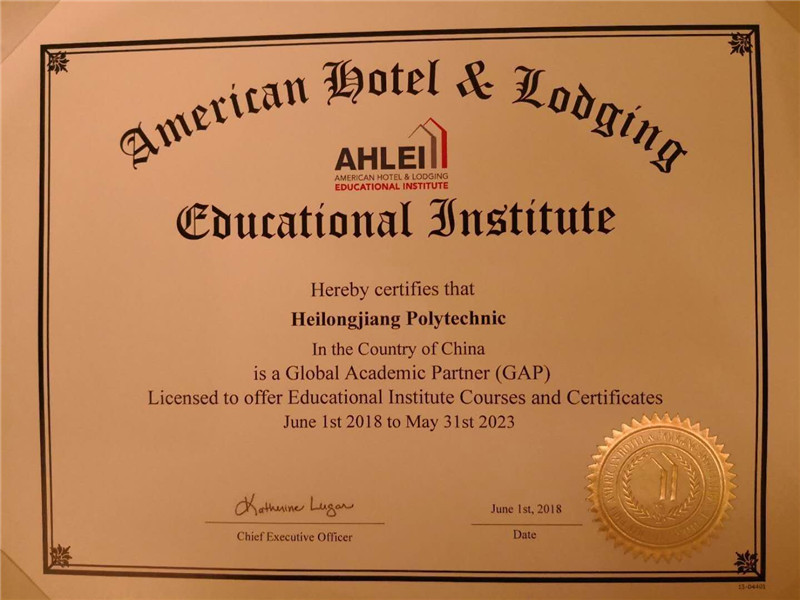 American Hotel & Lodging
AHLEI
AMERICAN HOTEL & LODGING
EDUCATIONAL INSTITUTE
Educational Institute
Hereby certifies that
Heilongjiang Polytechnic
In the Country of China
is a Global Academic Partner (GAP)
Licensed to offer Educational Institute Courses and Certificates
June 1st 2018 to May 31st 2023
Katherine Lugar
June 1st, 2018
Chief Executive Officer
Date